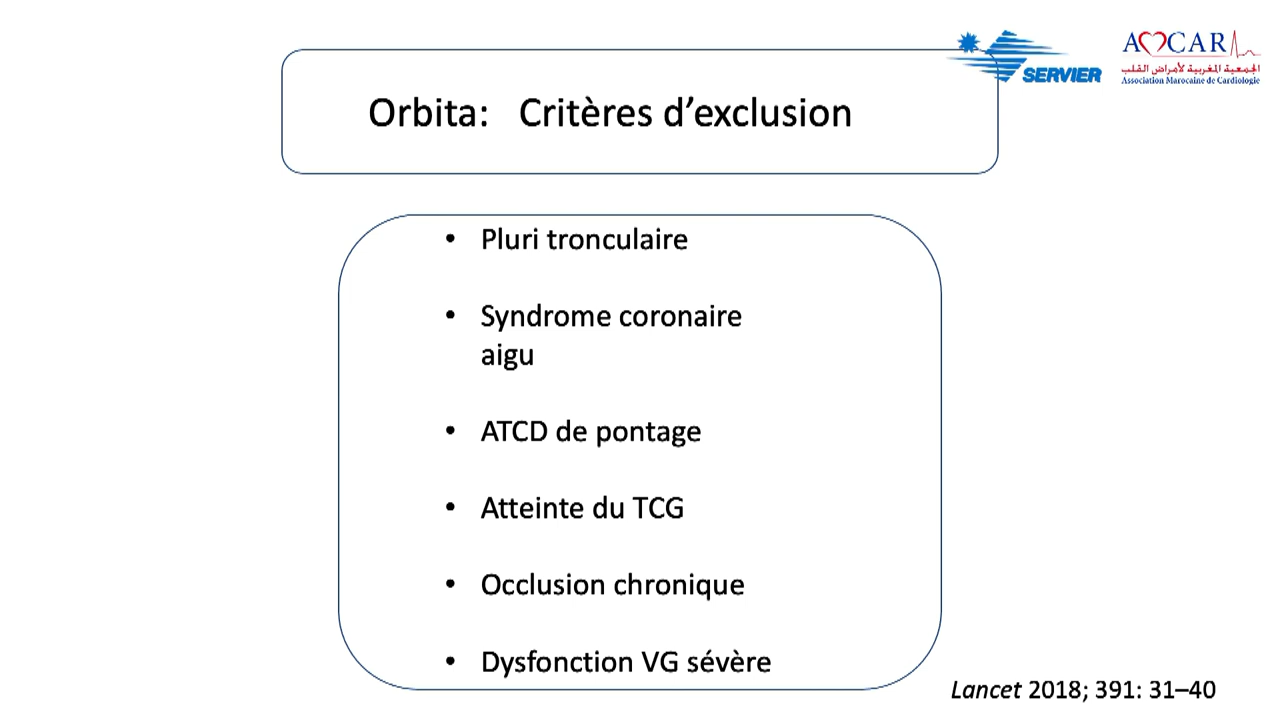 SERVIER
AMCAR
الجمعية المغربية لأمراض القلب
Association Marocaine de Cardiologie
Orbita: Critères d’exclusion
• Pluri tronculaire
• Syndrome coronaire
aigu
• ATCD de pontage
• Atteinte du TCG
• Occlusion chronique
• Dysfonction VG sévère
Lancet 2018; 391: 31–40